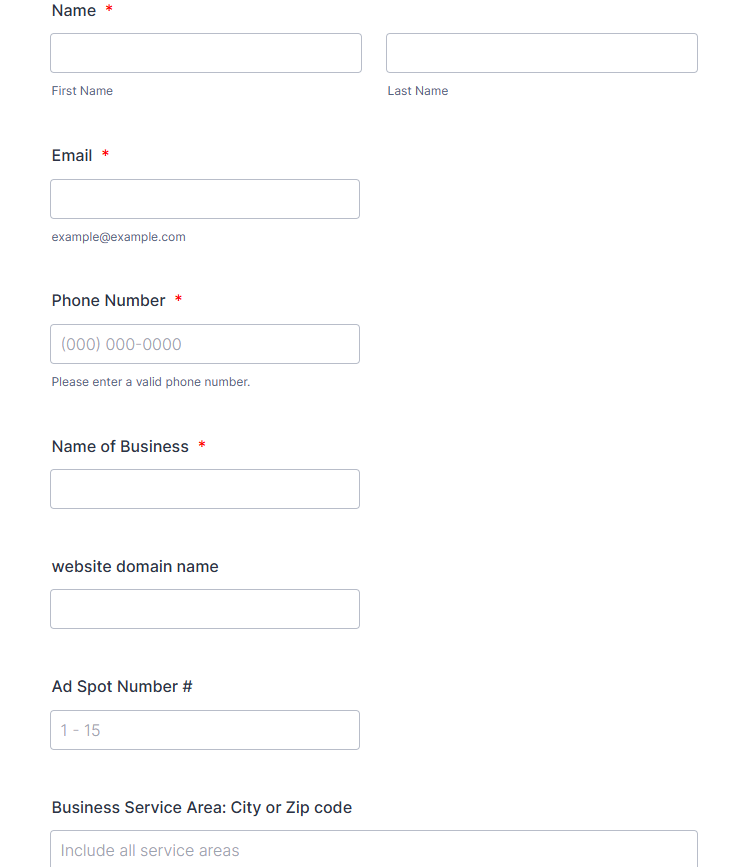 Name *
First Name Last Name
Email *
example@example.com
Phone Number *
(000) 000-0000
Please enter a valid phone number.
Name of Business *
website domain name
Ad Spot Number #
1 - 15
Business Service Area: City or Zip code
Include all service areas